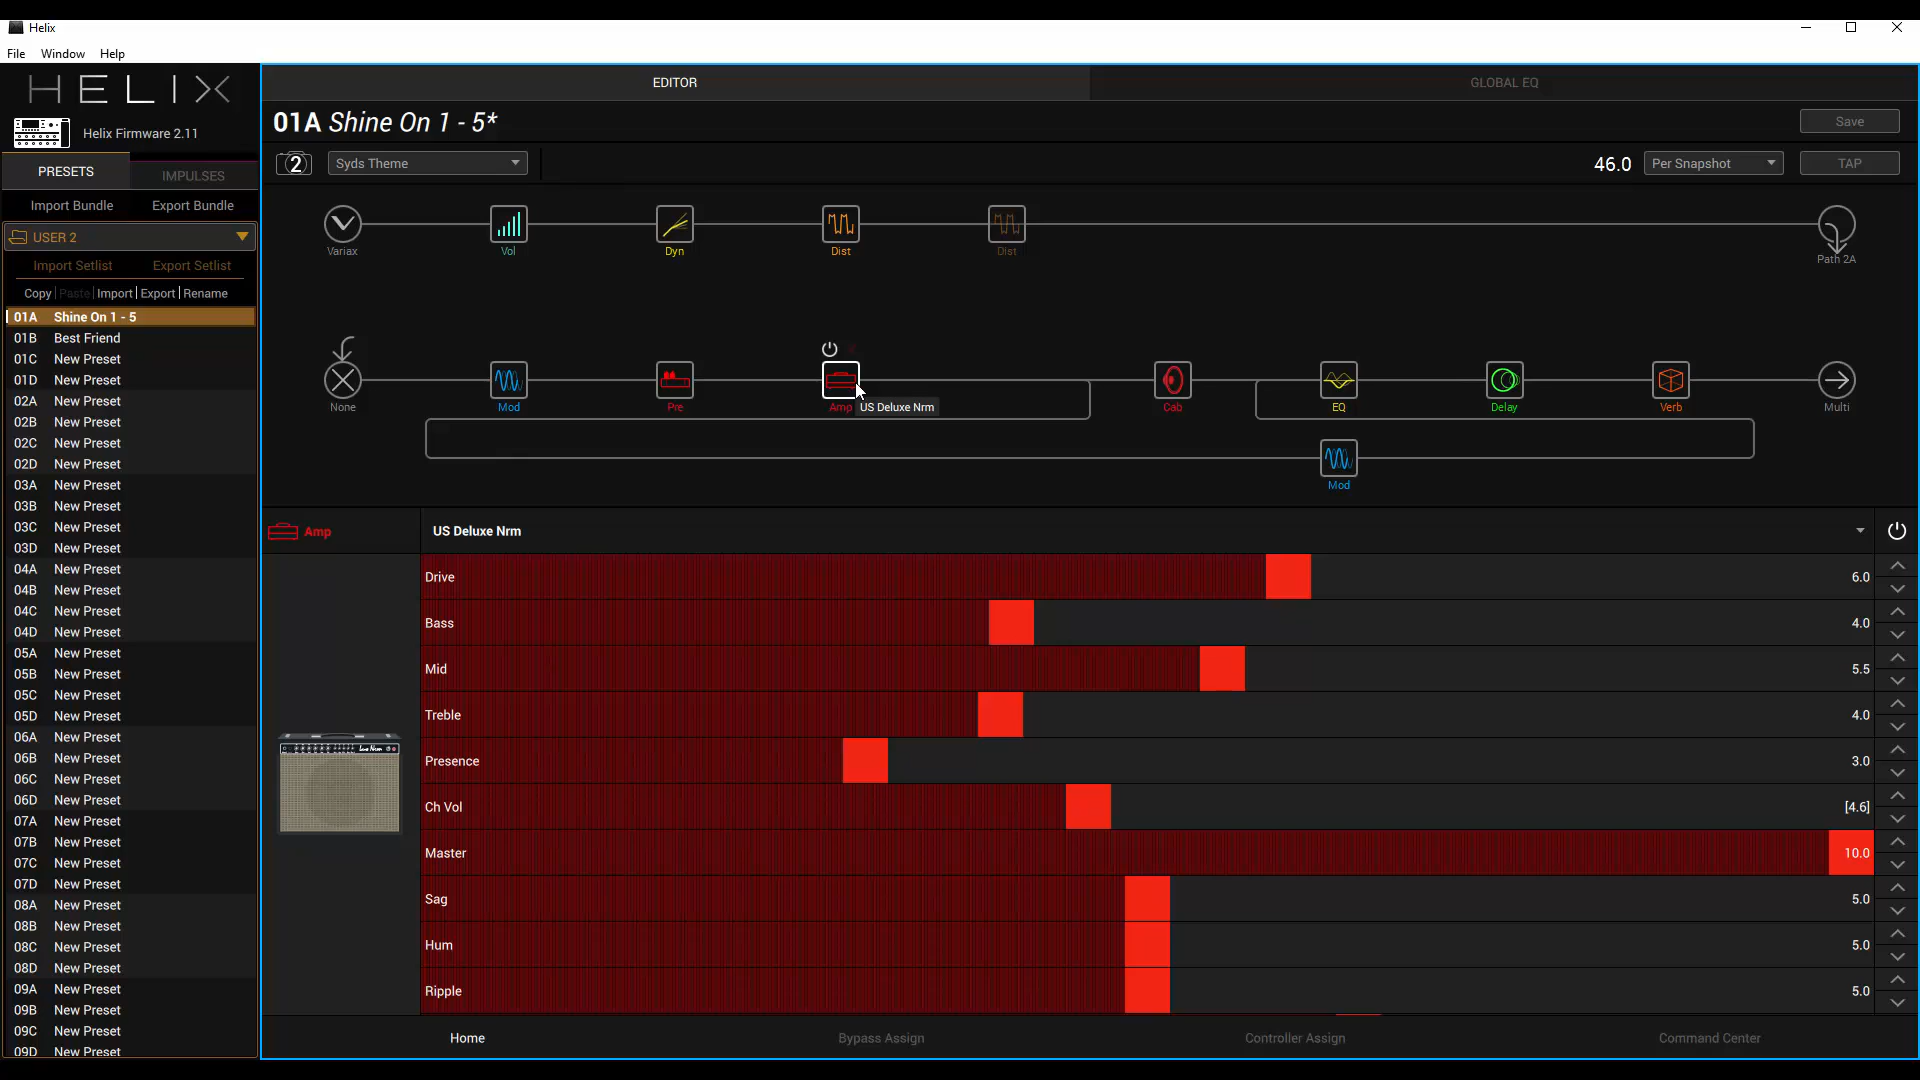 Helix
File Window Help
HELIX
Helix Firmware 2.11
PRESETS IMPULSES
Import Bundle Export Bundle
USER 2
Import Setlist Export Setlist
Copy Paste Import Export Rename
01A Shine On 1 - 5
01B Best Friend
01C New Preset
01D New Preset
02A New Preset
02B New Preset
02C New Preset
02D New Preset
03A New Preset
03B New Preset
03C New Preset
03D New Preset
04A New Preset
04B New Preset
04C New Preset
04D New Preset
05A New Preset
05B New Preset
05C New Preset
05D New Preset
06A New Preset
06B New Preset
06C New Preset
06D New Preset
07A New Preset
07B New Preset
07C New Preset
07D New Preset
08A New Preset
08B New Preset
08C New Preset
08D New Preset
09A New Preset
09B New Preset
09C New Preset
09D New Preset
EDITOR GLOBAL EQ
01A Shine On 1 - 5* Save
2 Syds Theme 46.0 Per Snapshot TAP
Variax Vol Dyn Dist Dist Path 2A
None Mod Pre Amp US Deluxe Nrm Cab EQ Delay Verb Multi
Mod
Amp US Deluxe Nrm
Drive 6.0
Bass 4.0
Mid 5.5
Treble 4.0
Presence 3.0
Ch Vol [4.6]
Master 10.0
Sag 5.0
Hum 5.0
Ripple 5.0
Home Bypass Assign Controller Assign Command Center